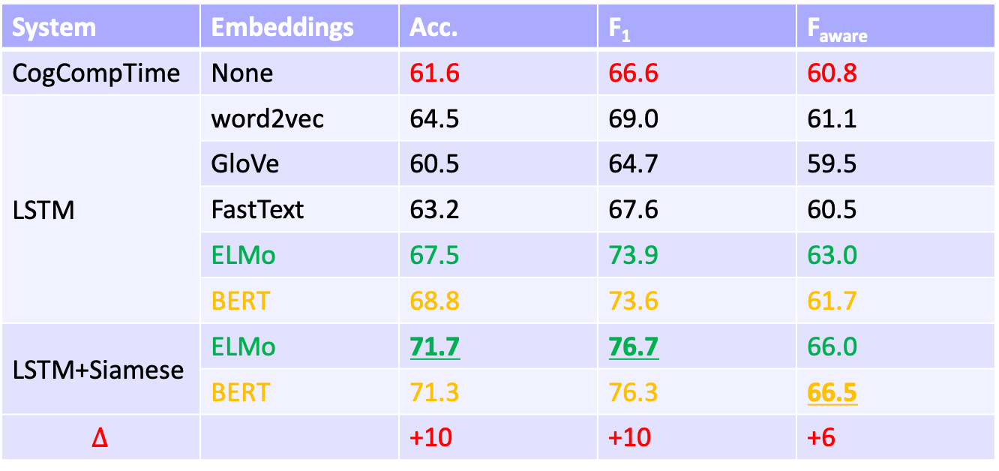 System Embeddings Acc. F1 Faware
CogCompTime None 61.6 66.6 60.8
word2vec 64.5 69.0 61.1
GloVe 60.5 64.7 59.5
LSTM FastText 63.2 67.6 60.5
ELMo 67.5 73.9 63.0
BERT 68.8 73.6 61.7
LSTM+Siamese ELMo 71.7 76.7 66.0
BERT 71.3 76.3 66.5
Δ +10 +10 +6